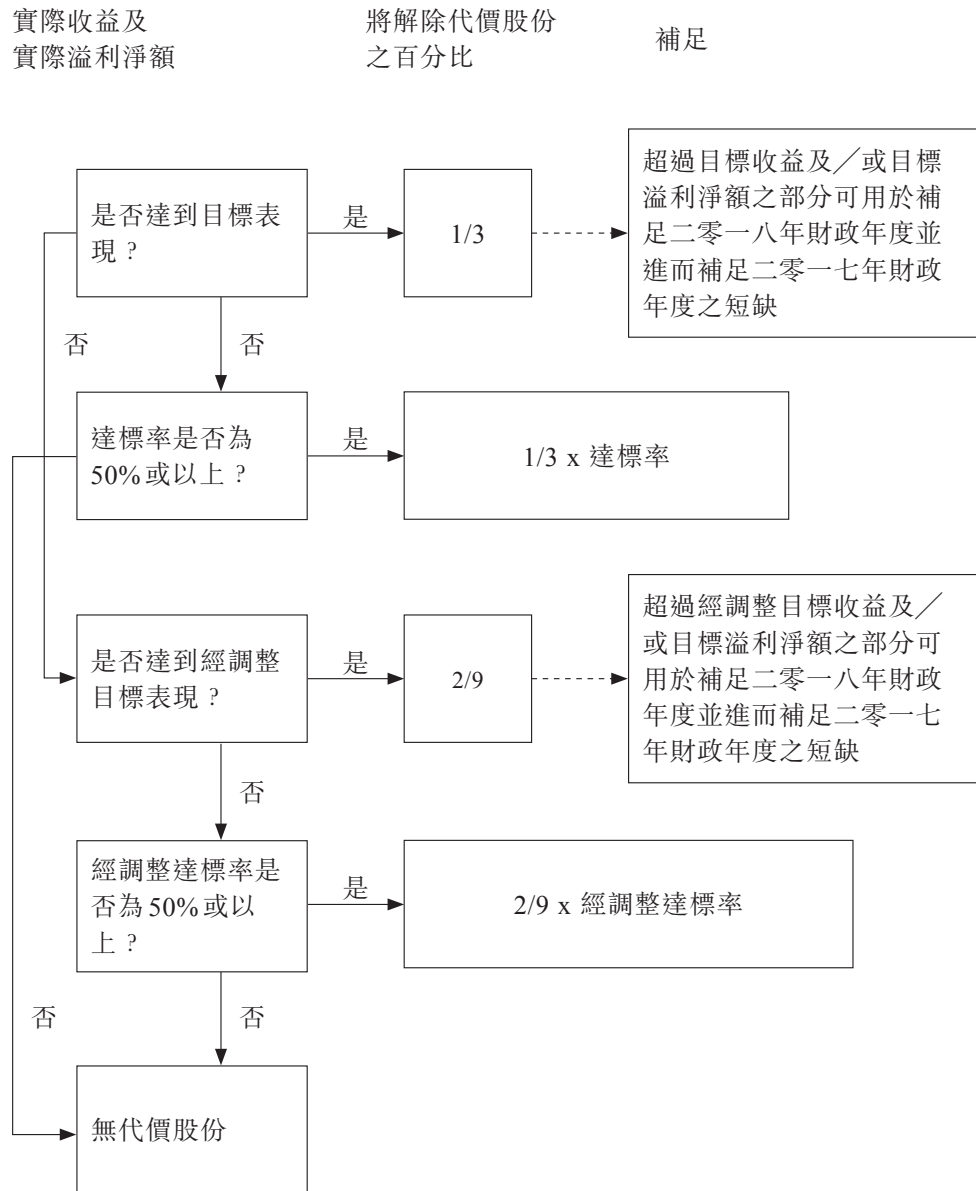 實際收益及
實際溢利淨額
將解除代價股份
之百分比
補足
是否達到目標表
現？
是
1/3
超過目標收益及／或目標
溢利淨額之部分可用於補
足二零一八年財政年度並
進而補足二零一七年財政
年度之短缺
否
否
達標率是否為
50%或以上？
是
1/3 x 達標率
是否達到經調整
目標表現？
是
2/9
超過經調整目標收益及／
或目標溢利淨額之部分可
用於補足二零一八年財政
年度並進而補足二零一七
年財政年度之短缺
否
經調整達標率是
否為50%或以
上？
是
2/9 x 經調整達標率
否
否
無代價股份